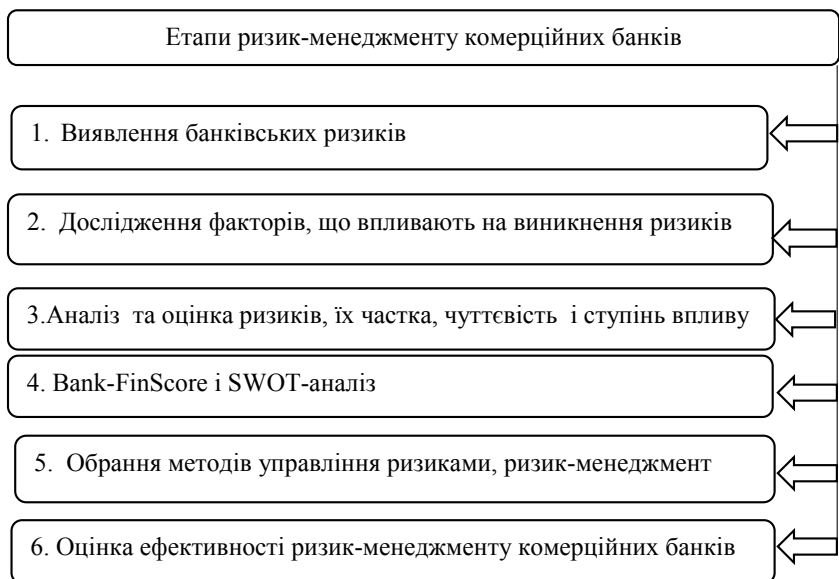 Етапи ризик-менеджменту комерційних банків
1. Виявлення банківських ризиків
2. Дослідження факторів, що впливають на виникнення ризиків
3.Аналіз та оцінка ризиків, їх частка, чуттєвість і ступінь впливу
4. Bank-FinScore і SWOT-аналіз
5. Обрання методів управління ризиками, ризик-менеджмент
6. Оцінка ефективності ризик-менеджменту комерційних банків